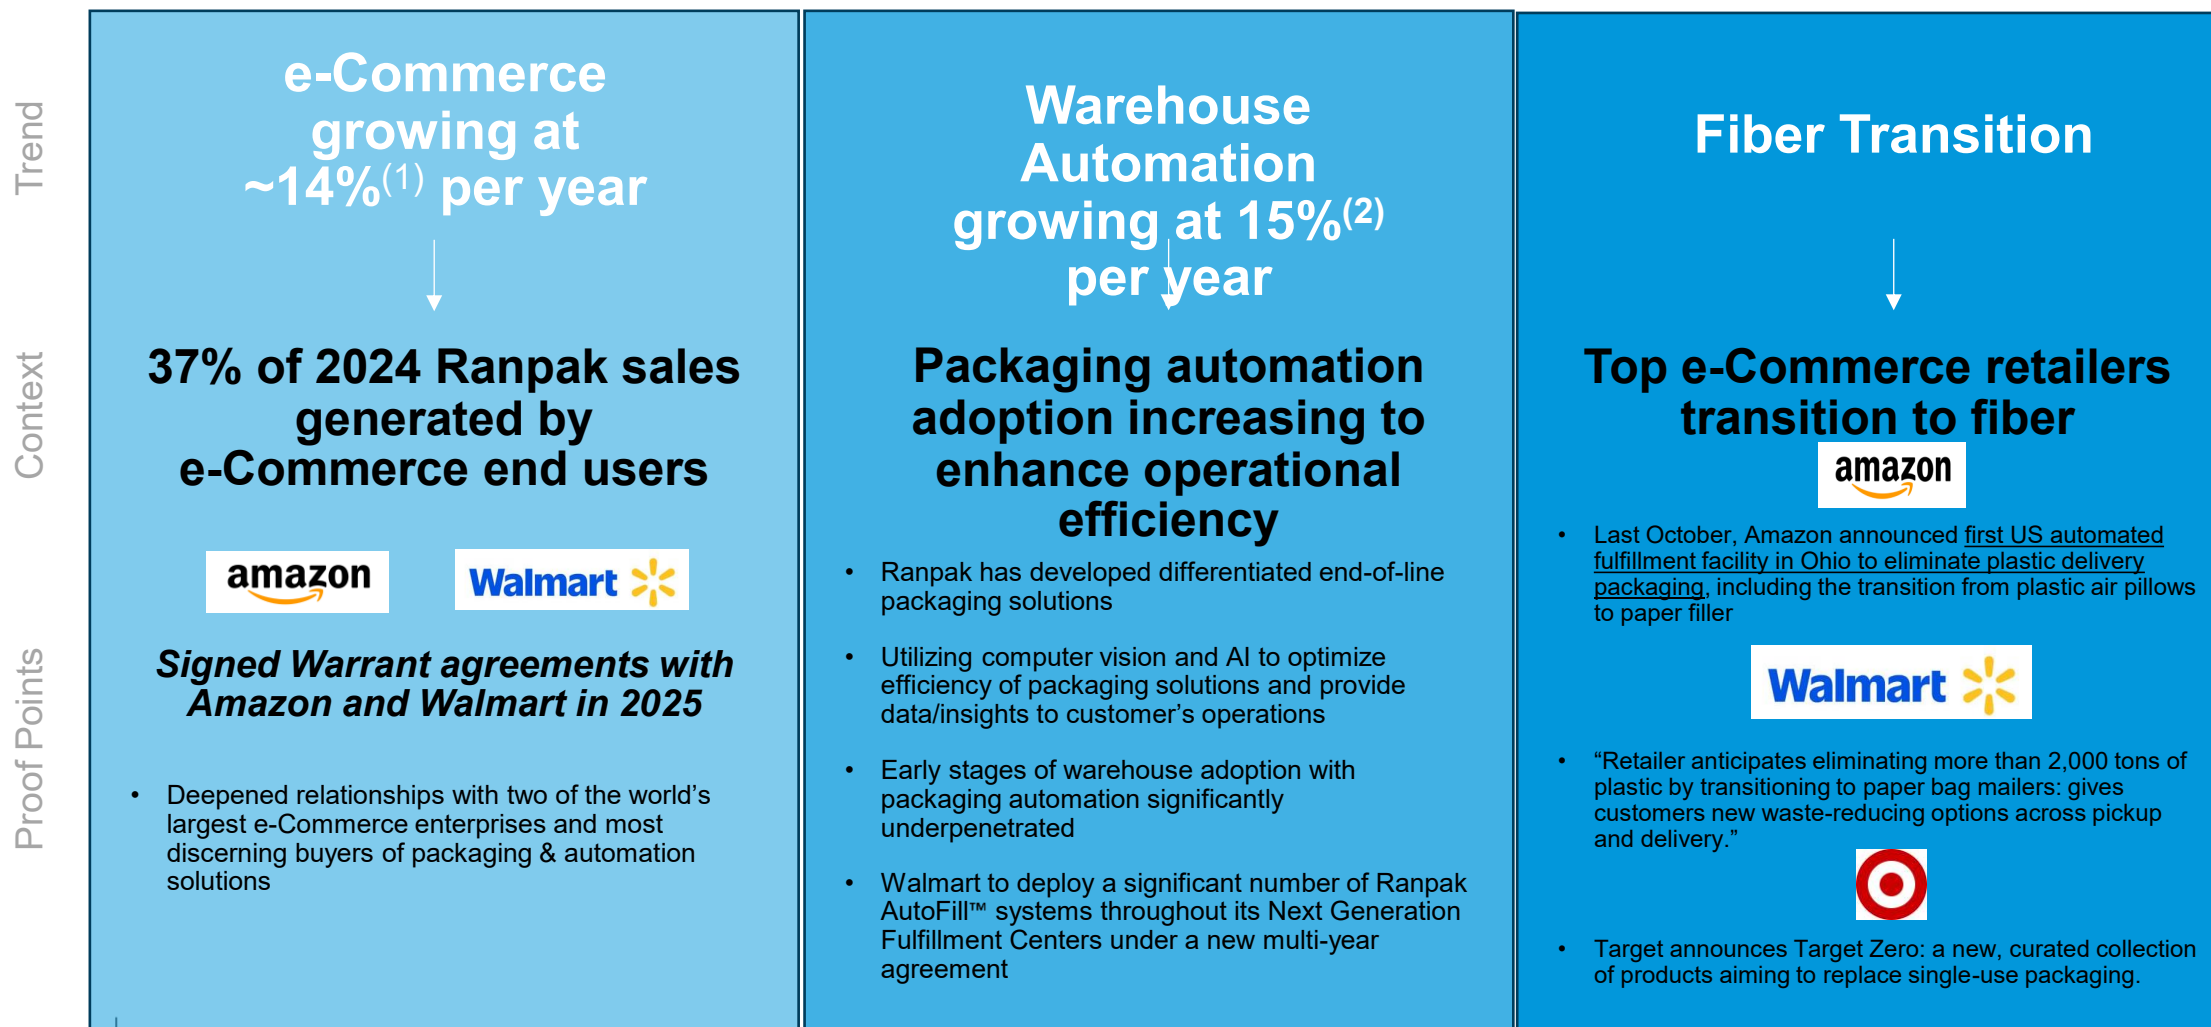 Trend
e-Commerce
growing at
~14%(1) per year
37% of 2024 Ranpak sales
generated by
e-Commerce end users
amazon
Walmart
Signed Warrant agreements with
Amazon and Walmart in 2025
• Deepened relationships with two of the world's
largest e-Commerce enterprises and most
discerning buyers of packaging & automation
solutions
Context
Proof Points
Warehouse
Automation
growing at 15%(2)
per year
Packaging automation
adoption increasing to
enhance operational
efficiency
• Ranpak has developed differentiated end-of-line
packaging solutions
• Utilizing computer vision and AI to optimize
efficiency of packaging solutions and provide
data/insights to customer's operations
• Early stages of warehouse adoption with
packaging automation significantly
underpenetrated
• Walmart to deploy a significant number of Ranpak
AutoFill™ systems throughout its Next Generation
Fulfillment Centers under a new multi-year
agreement
Fiber Transition
Top e-Commerce retailers
transition to fiber
amazon
• Last October, Amazon announced first US automated
fulfillment facility in Ohio to eliminate plastic delivery
packaging, including the transition from plastic air pillows
to paper filler
Walmart
• “Retailer anticipates eliminating more than 2,000 tons of
plastic by transitioning to paper bag mailers: gives
customers new waste-reducing options across pickup
and delivery.”
• Target announces Target Zero: a new, curated collection
of products aiming to replace single-use packaging.